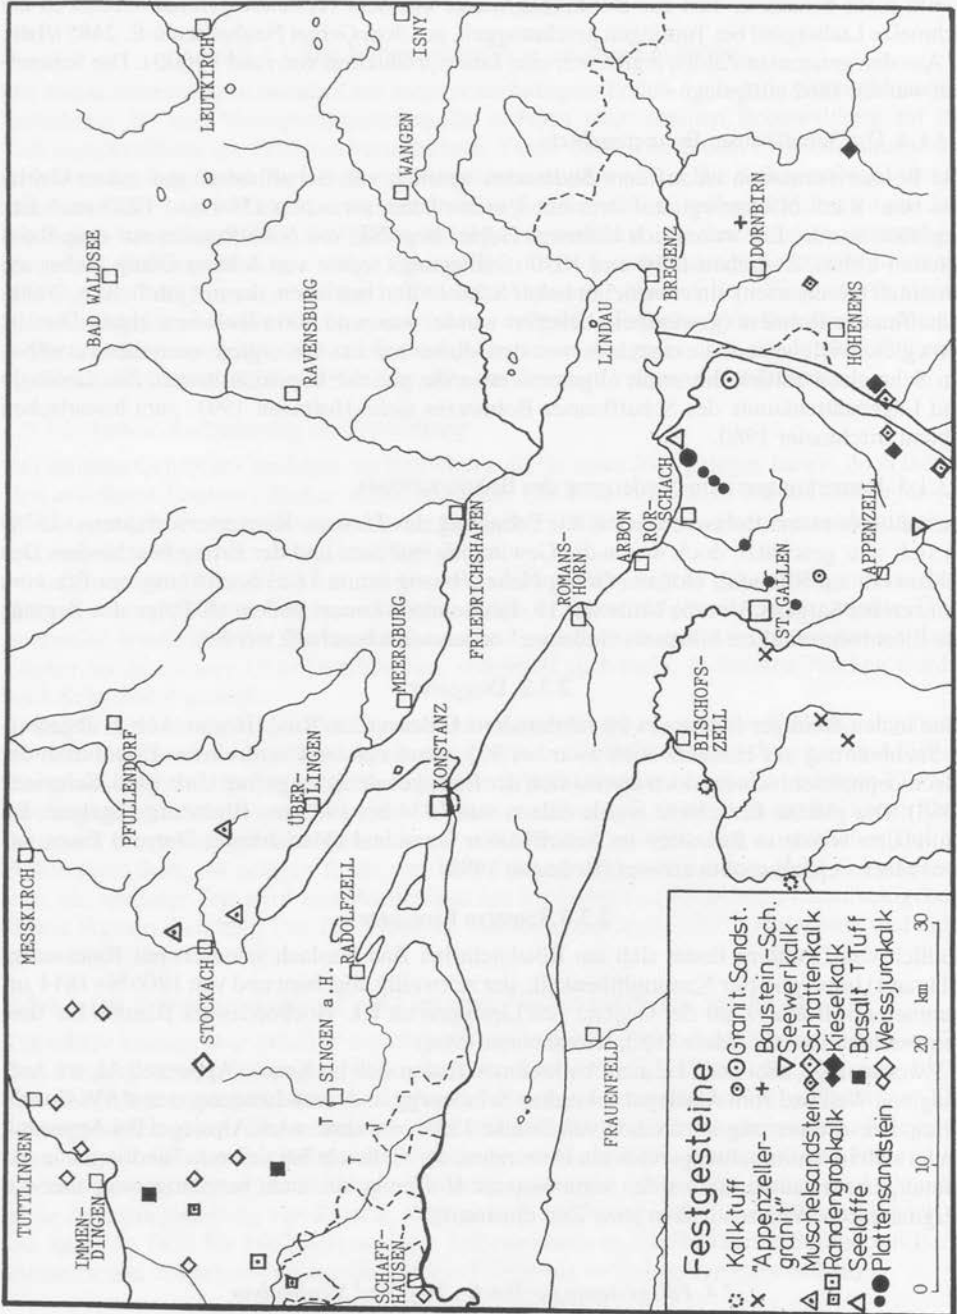 TUTTLINGEN
MESSKIRCH
IMMEN-
DINGEN
PFULLENDORF
BAD WALDSEE
LEUTKIRCH
STOCKACH
ÜBER-
LINGEN
RAVENSBURG
WANGEN
ISNY
SINGEN a.H.
RADOLFZELL
MEERSBURG
SCHAFF-
HAUSEN
KONSTANZ
FRIEDRICHSHAFEN
LINDAU
BREGENZ
ROMANS-
HORN
FRAUENFELD
ARBON
ROR-
SCHACH
BISCHOFS-
ZELL
DORNBIRN
ST. GALLEN
HOHENEMS
APPENZELL
Festgesteine
Kalktuff Granit. Sandst.
"Appenzeller- Baustein-Sch.
granit" Seewerkalk
Muschelsandstein Schrattenkalk
Randengrobkalk Kieselkalk
Seelaffe Basalt - Tuff
Plattensandstein Weissjurakalk
0 10 20 km 30